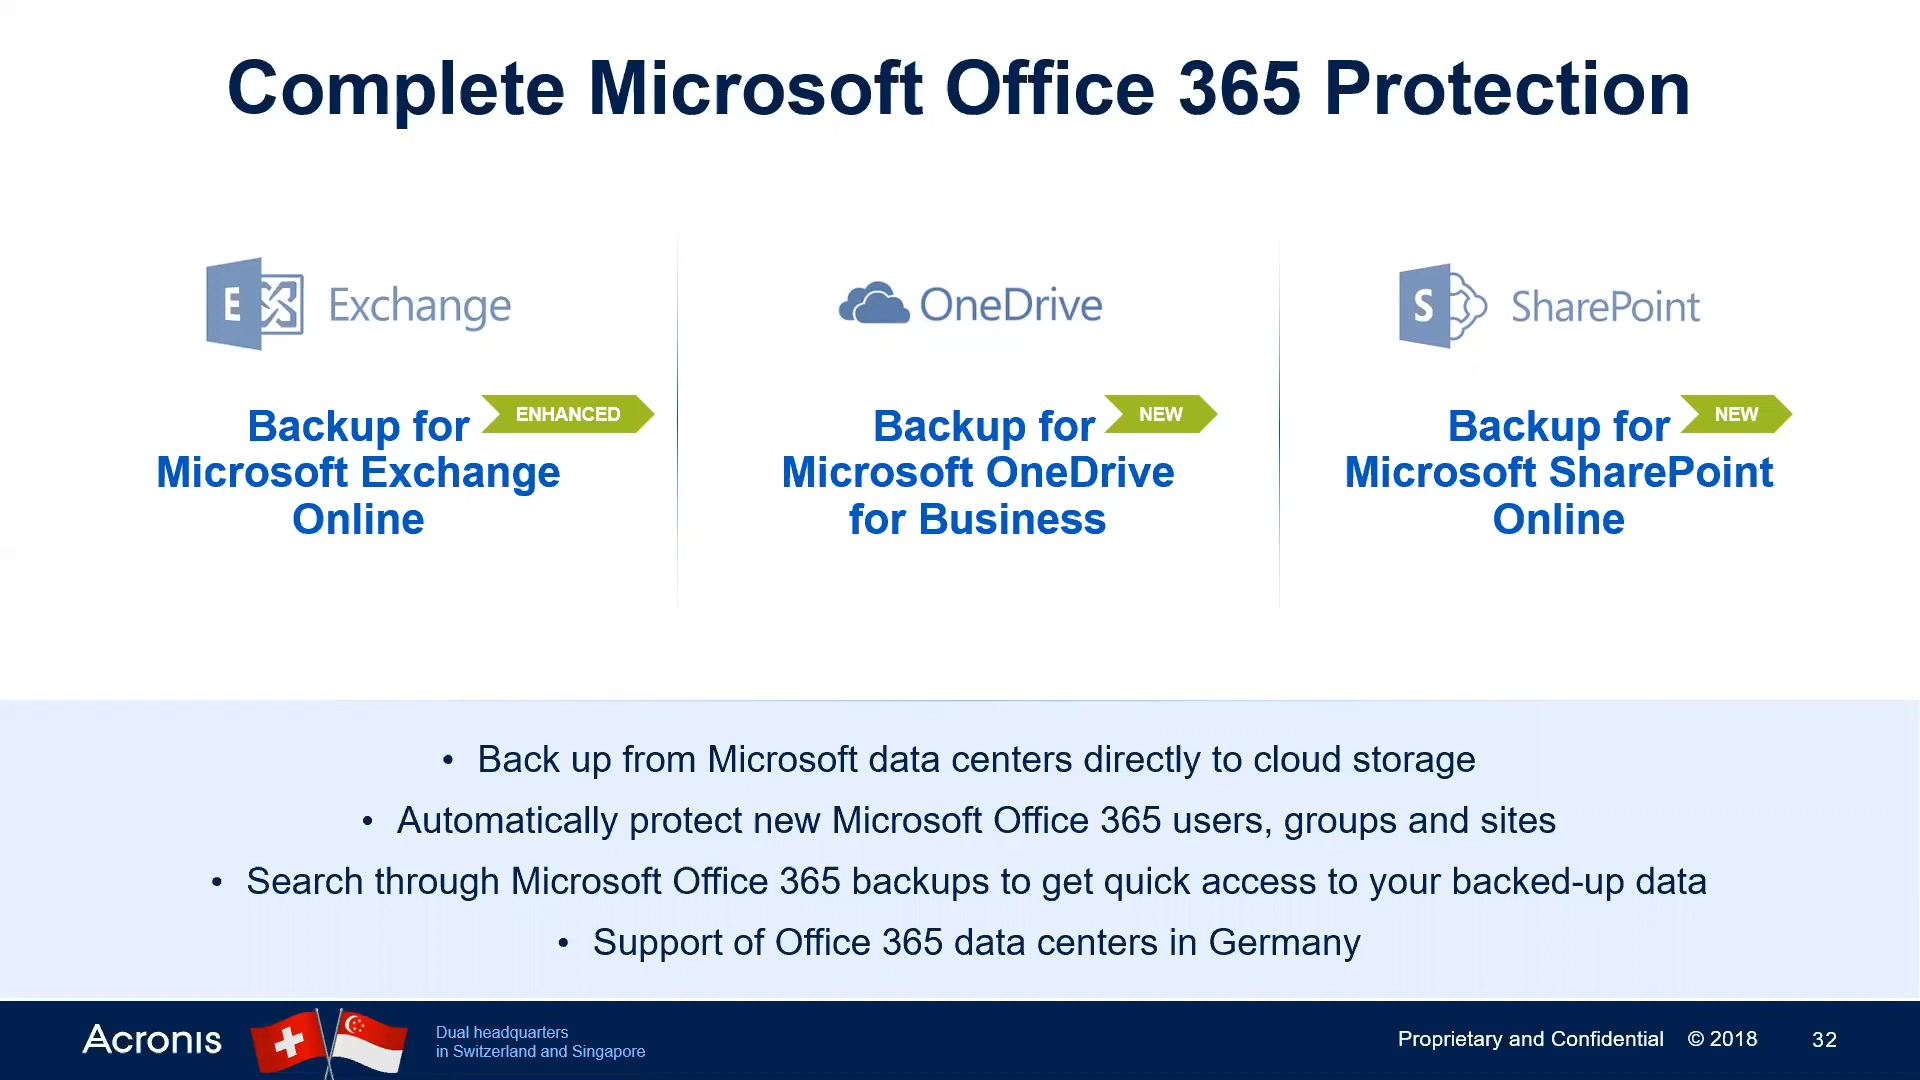 Complete Microsoft Office 365 Protection
E Exchange
OneDrive
S SharePoint
Backup for ENHANCED
Microsoft Exchange
Online
Backup for NEW
Microsoft OneDrive
for Business
Backup for NEW
Microsoft SharePoint
Online
• Back up from Microsoft data centers directly to cloud storage
• Automatically protect new Microsoft Office 365 users, groups and sites
• Search through Microsoft Office 365 backups to get quick access to your backed-up data
• Support of Office 365 data centers in Germany
Acronis
Dual headquarters
in Switzerland and Singapore
Proprietary and Confidential © 2018 32